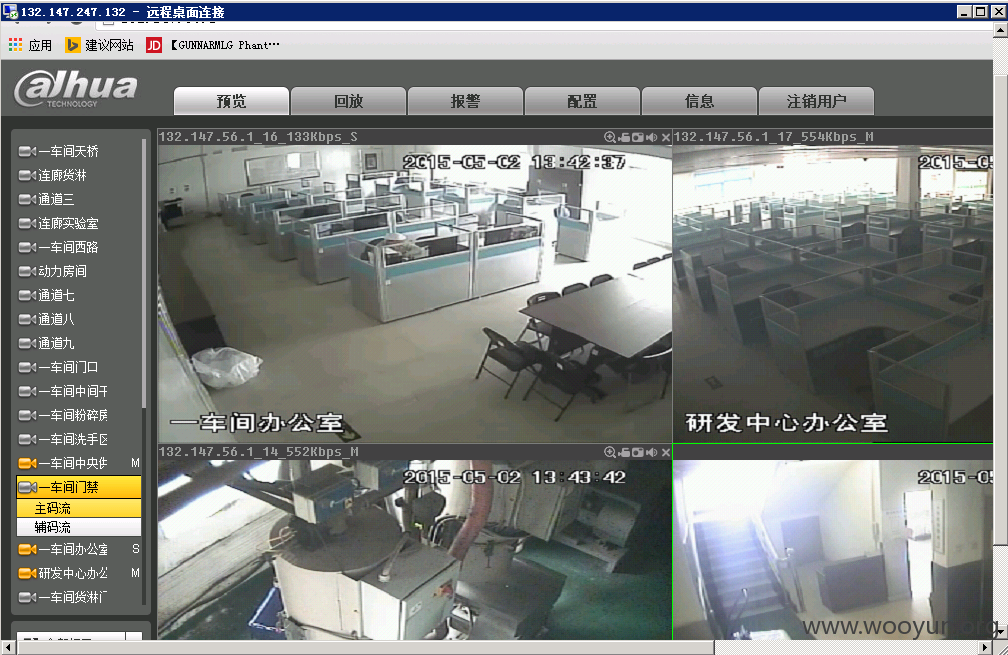 132.147.247.132 - 远程桌面连接
应用 建议网站 JD 【GUNNARMLG Phant…
alhua
TECHNOLOGY
预览 回放 报警 配置 信息 注销用户
一车间天桥
连廊货淋
通道三
连廊实验室
一车间西路
动力房间
通道七
通道八
通道九
一车间门口
一车间中间干
一车间粉碎房
一车间洗手区
一车间中央
M
一车间门禁
主码流
辅码流
一车间办公室
S
研发中心办公
M
一车间货淋门
132.147.56.1_16_133Kbps_S
2015-05-02 13:42:37
一车间办公室
132.147.56.1_17_554Kbps_M
2015-05
研发中心办公室
132.147.56.1_14_552Kbps_M
2015-05-02 13:43:42
2015-05
www.wooyun.org